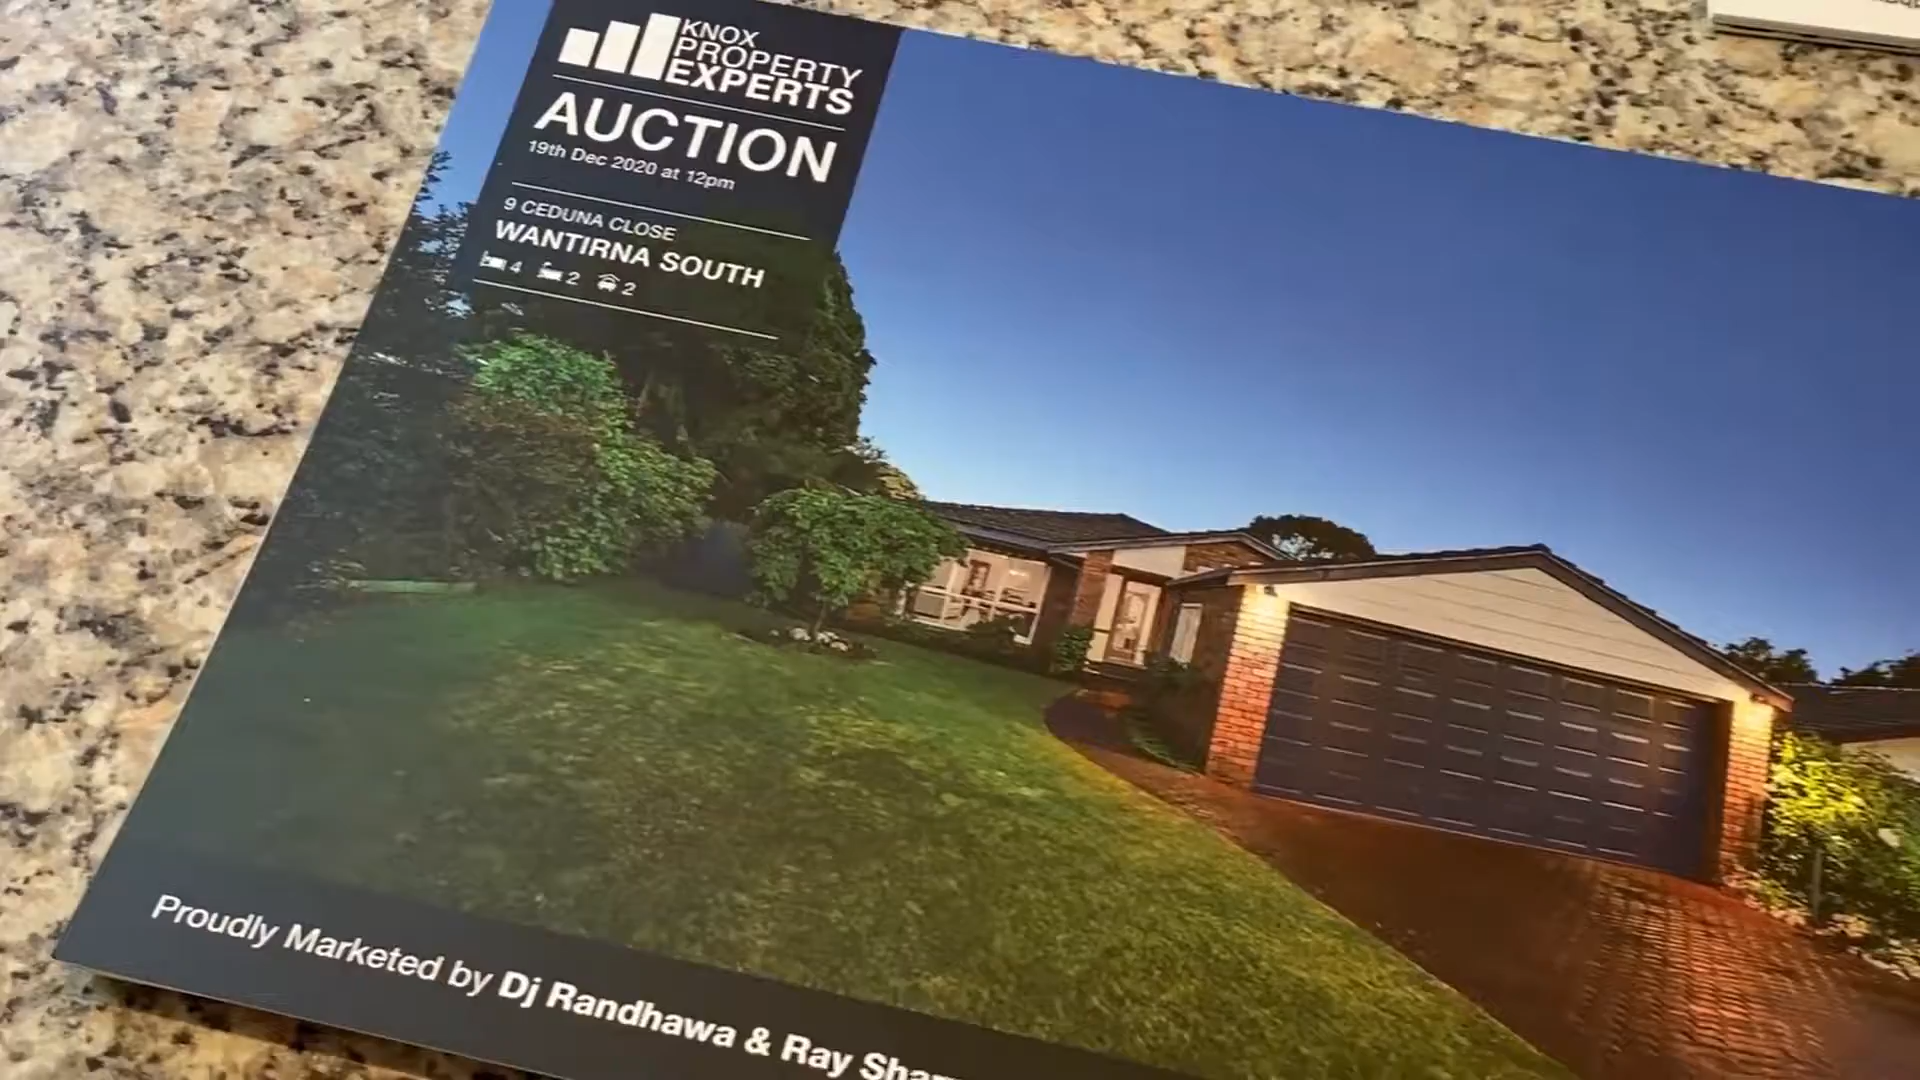 KNOX
PROPERTY
EXPERTS
AUCTION
19th Dec 2020 at 12pm
9 CEDUNA CLOSE
WANTIRNA SOUTH
4 2 2
Proudly Marketed by Dj Randhawa & Ray